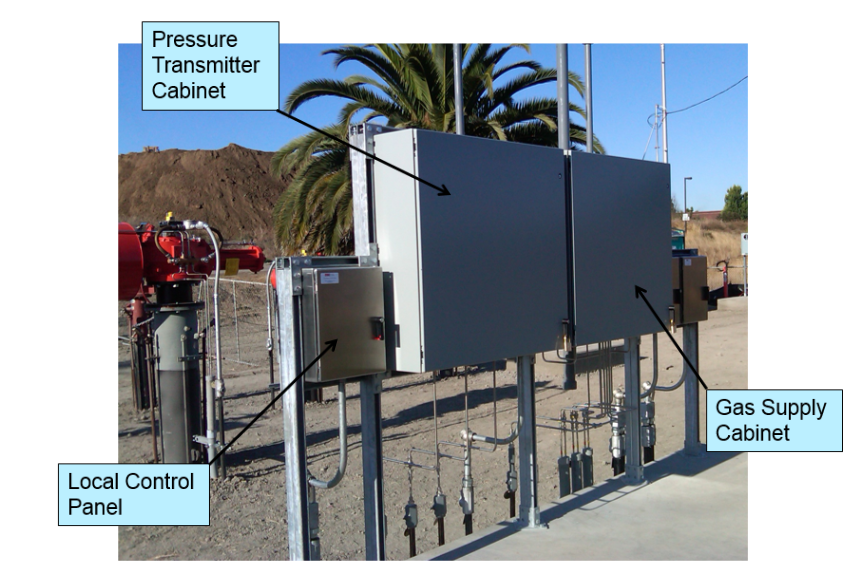 Pressure
Transmitter
Cabinet
Gas Supply
Cabinet
Local Control
Panel